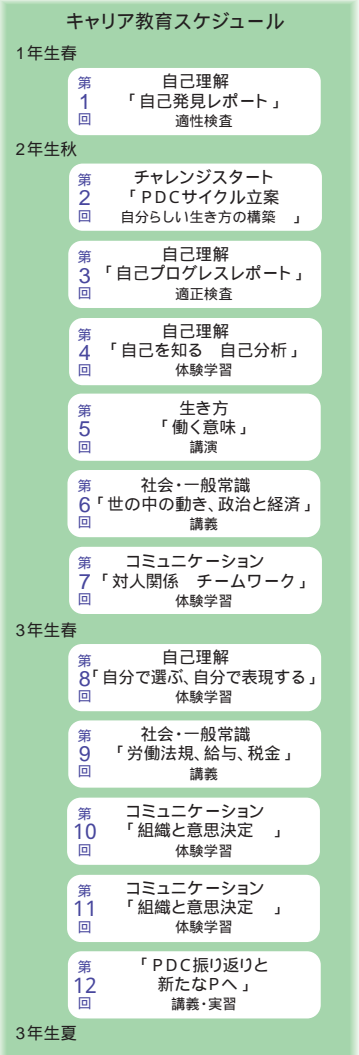 キャリア教育スケジュール
1年生春
第1回
自己理解
「自己発見レポート」
適性検査
2年生秋
第2回
チャレンジスタート
「PDCサイクル立案
自分らしい生き方の構築　」
第3回
自己理解
「自己プログレスレポート」
適正検査
第4回
自己理解
「自己を知る　自己分析」
体験学習
第5回
生き方
「働く意味」
講演
第6回
社会・一般常識
「世の中の動き、政治と経済」
講義
第7回
コミュニケーション
「対人関係　チームワーク」
体験学習
3年生春
第8回
自己理解
「自分で選ぶ、自分で表現する」
体験学習
第9回
社会・一般常識
「労働法規、給与、税金」
講義
第10回
コミュニケーション
「組織と意思決定　」
体験学習
第11回
コミュニケーション
「組織と意思決定　」
体験学習
第12回
「PDC振り返りと
新たなPへ」
講義・実習
3年生夏